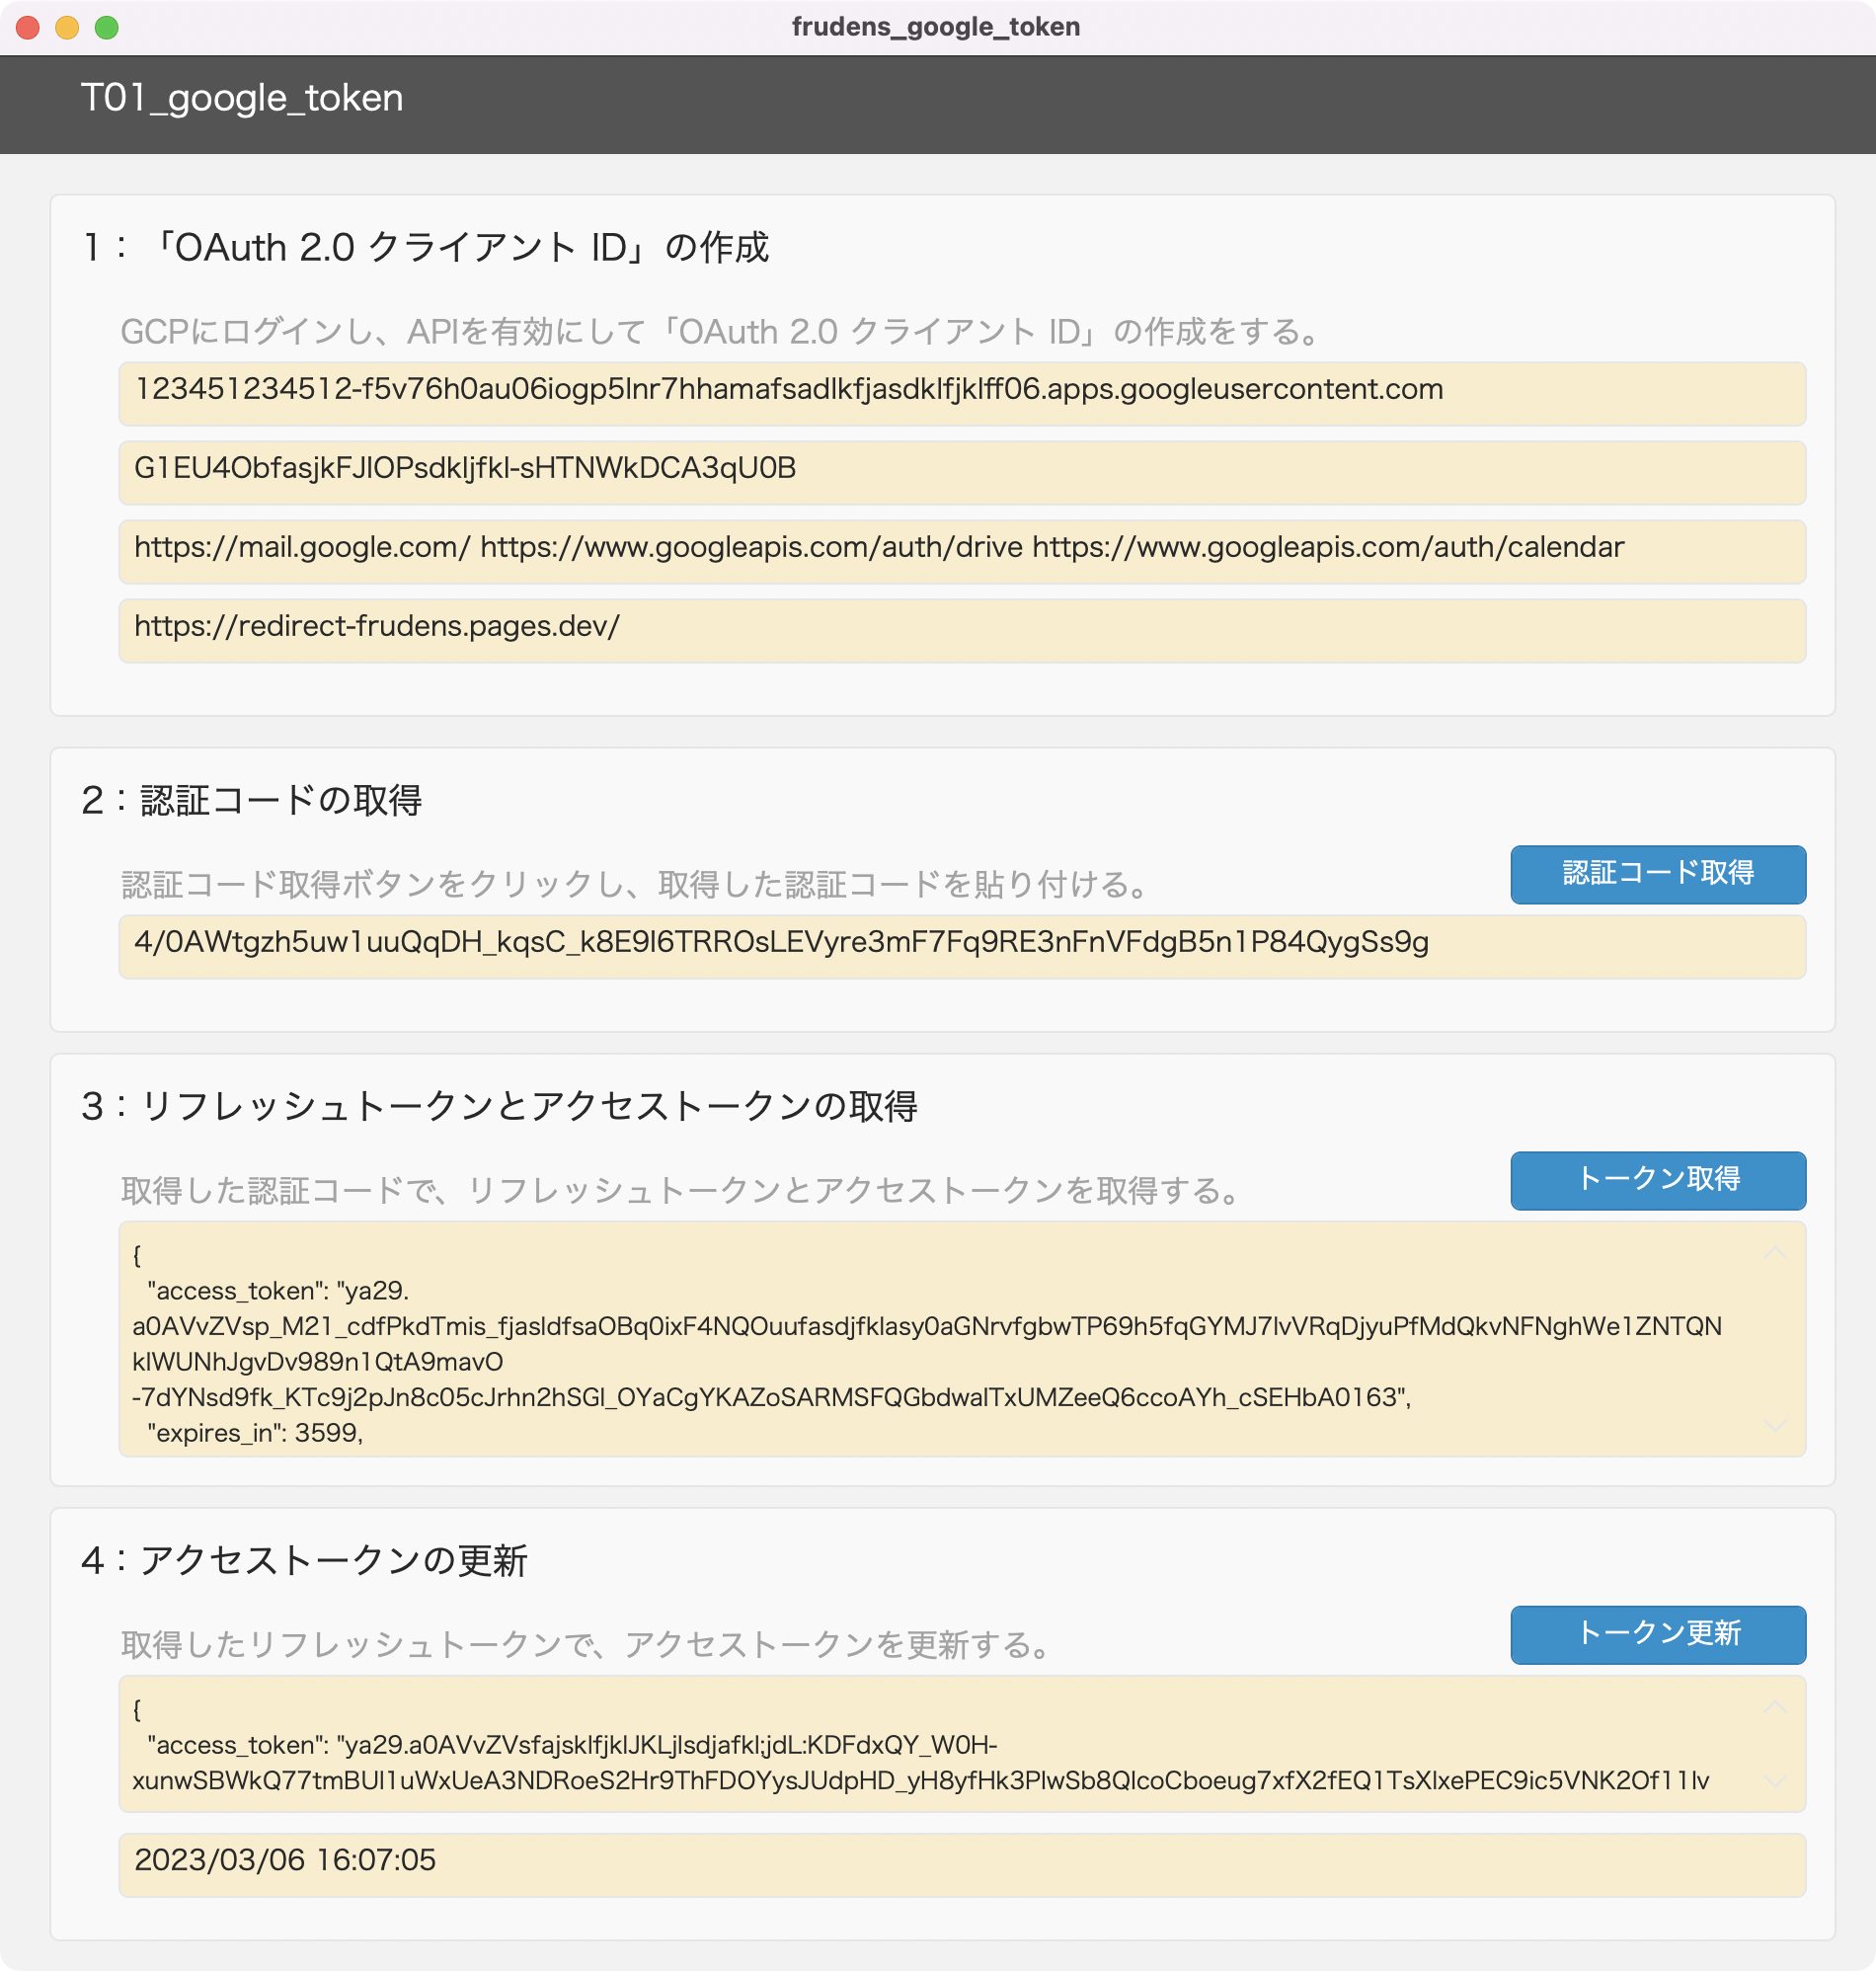 frudens_google_token
T01_google_token
1：「OAuth 2.0 クライアント ID」の作成
GCPにログインし、APIを有効にして「OAuth 2.0 クライアント ID」の作成をする。
123451234512-f5v76h0au06iogp5lnr7hhamafsadlkfjasdklfjklff06.apps.googleusercontent.com
G1EU4ObfasjkFJIOPsdkljfkl-sHTNWkDCA3qU0B
https://mail.google.com/ https://www.googleapis.com/auth/drive https://www.googleapis.com/auth/calendar
https://redirect-frudens.pages.dev/
2：認証コードの取得
認証コード取得ボタンをクリックし、取得した認証コードを貼り付ける。
認証コード取得
4/0AWtgzh5uw1uuQqDH_kqsC_k8E9I6TRROsLEVyre3mF7Fq9RE3nFnVFdgB5n1P84QygSs9g
3：リフレッシュトークンとアクセストークンの取得
取得した認証コードで、リフレッシュトークンとアクセストークンを取得する。
トークン取得
{
"access_token": "ya29.
a0AVvZVsp_M21_cdfPkdTmis_fjasldfsaOBq0ixF4NQOuufasdjfklasy0aGNrvfgbwTP69h5fqGYMJ7lvVRqDjyuPfMdQkvNFNghWe1ZNTQN
klWUNhJgvDv989n1QtA9mavO
-7dYNsd9fk_KTc9j2pJn8c05cJrhn2hSGl_OYaCgYKAZoSARMSFQGbdwaITxUMZeeQ6ccoAYh_cSEHbA0163",
"expires_in": 3599,
4：アクセストークンの更新
取得したリフレッシュトークンで、アクセストークンを更新する。
トークン更新
{
"access_token": "ya29.a0AVvZVsfajsklfjklJKLjlsdjafkl;jdL:KDFdxQY_W0H-
xunwSBWkQ77tmBUl1uWxUeA3NDRoeS2Hr9ThFDOYysJUdpHD_yH8yfHk3PlwSb8QlcoCboeug7xfX2fEQ1TsXlxePEC9ic5VNK2Of11lv
2023/03/06 16:07:05